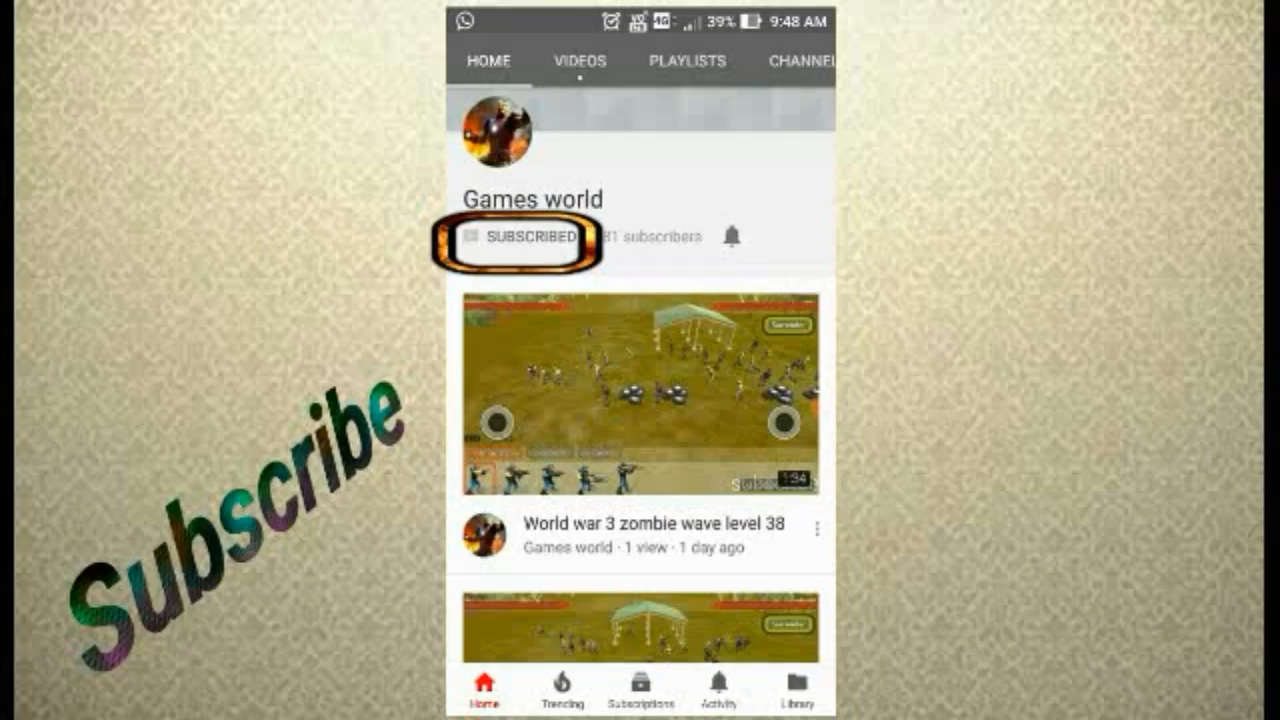 39% 9:48 AM
HOME VIDEOS PLAYLISTS CHANNEL
Games world
SUBSCRIBED 81 subscribers
1:34
World war 3 zombie wave level 38
Games world · 1 view · 1 day ago
Subscribe
Home Trending Subscriptions Activity Library